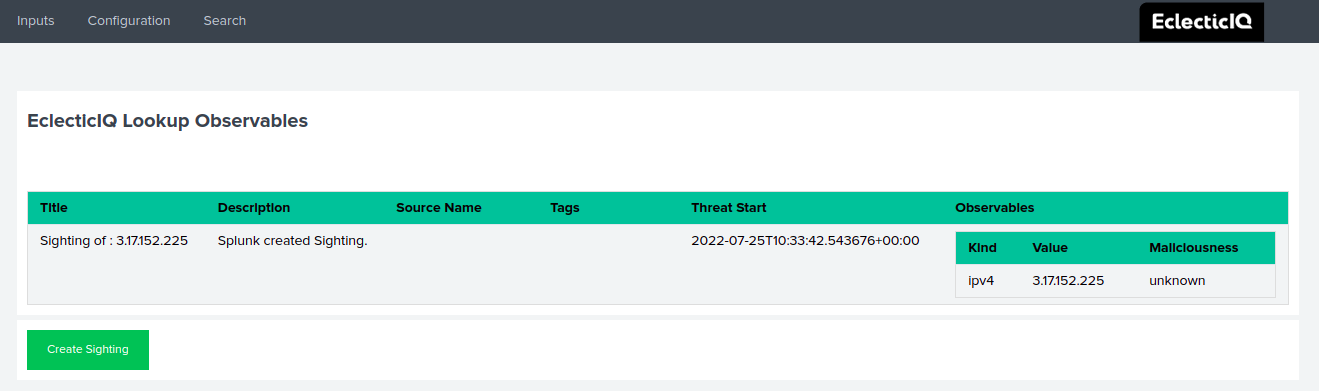 Inputs Configuration Search EclecticIQ
EclecticIQ Lookup Observables
Title Description Source Name Tags Threat Start Observables
Sighting of : 3.17.152.225 Splunk created Sighting. 2022-07-25T10:33:42.543676+00:00
Kind Value Maliciousness
ipv4 3.17.152.225 unknown
Create Sighting